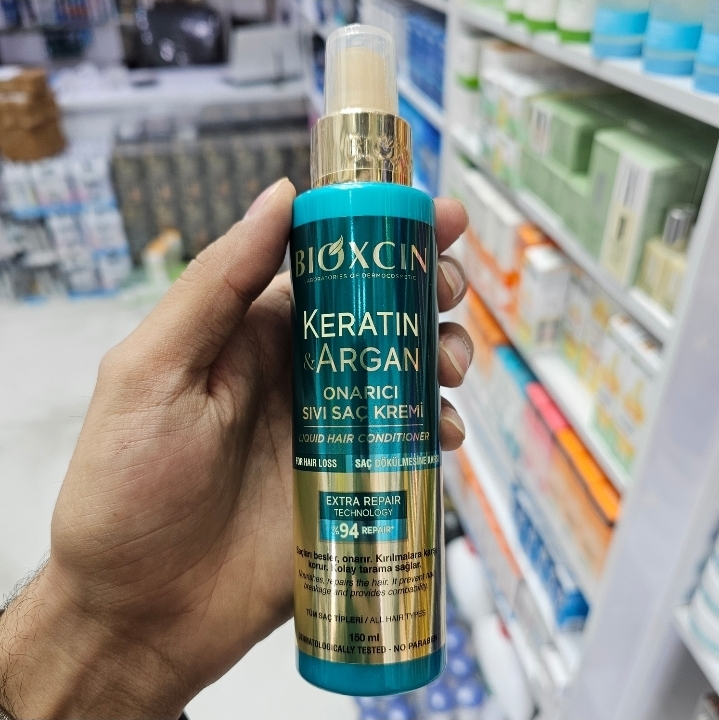 BIOXCIN
LABORATORIES OF DERMOCOSMETIC
KERATIN
& ARGAN
ONARICI
SIVI SAÇ KREMİ
LIQUID HAIR CONDITIONER
FOR HAIR LOSS SAÇ DÖKÜLMESİNE
EXTRA REPAIR
TECHNOLOGY
%94 REPAIR*
Saçları besler, onarır. Kırılmalara karşı
korur. Kolay tarama sağlar.
Nourishes, repairs the hair. It prevent
breakage and provides combability.
TÜM SAÇ TİPLERİ / ALL HAIR TYPES
150 ml
DERMATOLOGICALLY TESTED - NO PARABEN